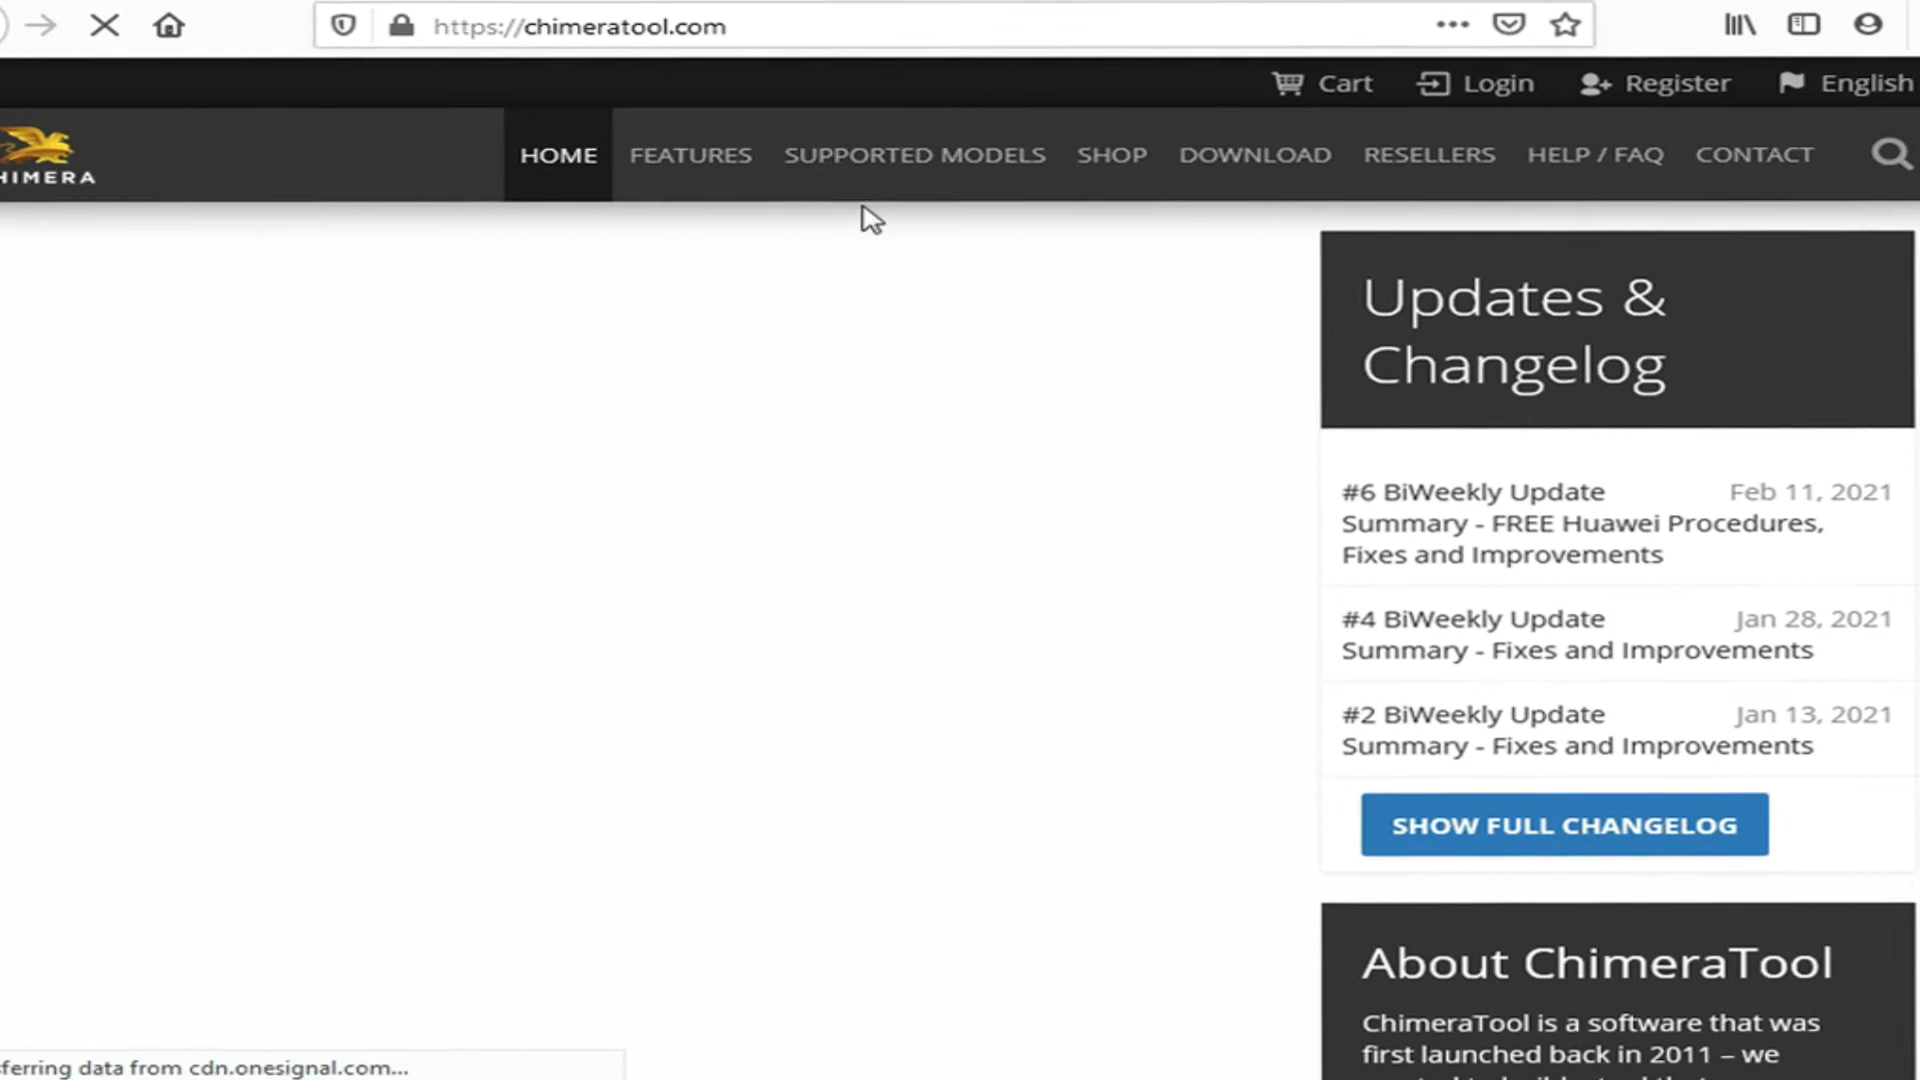 https://chimeratool.com
Cart Login Register English
HIMERA
HOME FEATURES SUPPORTED MODELS SHOP DOWNLOAD RESELLERS HELP / FAQ CONTACT
Updates &
Changelog
#6 BiWeekly Update Feb 11, 2021
Summary - FREE Huawei Procedures,
Fixes and Improvements
#4 BiWeekly Update Jan 28, 2021
Summary - Fixes and Improvements
#2 BiWeekly Update Jan 13, 2021
Summary - Fixes and Improvements
SHOW FULL CHANGELOG
About ChimeraTool
ChimeraTool is a software that was
first launched back in 2011 – we
sferring data from cdn.onesignal.com...